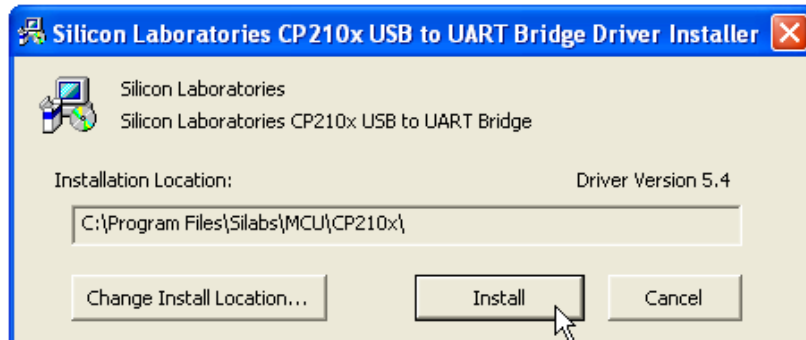 Silicon Laboratories CP210x USB to UART Bridge Driver Installer
Silicon Laboratories
Silicon Laboratories CP210x USB to UART Bridge
Installation Location: Driver Version 5.4
C:\Program Files\Silabs\MCU\CP210x\
Change Install Location... Install Cancel